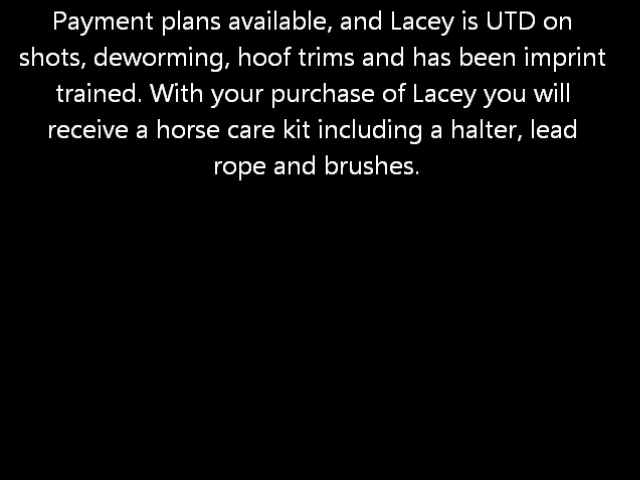 Payment plans available, and Lacey is UTD on
shots, deworming, hoof trims and has been imprint
trained. With your purchase of Lacey you will
receive a horse care kit including a halter, lead
rope and brushes.